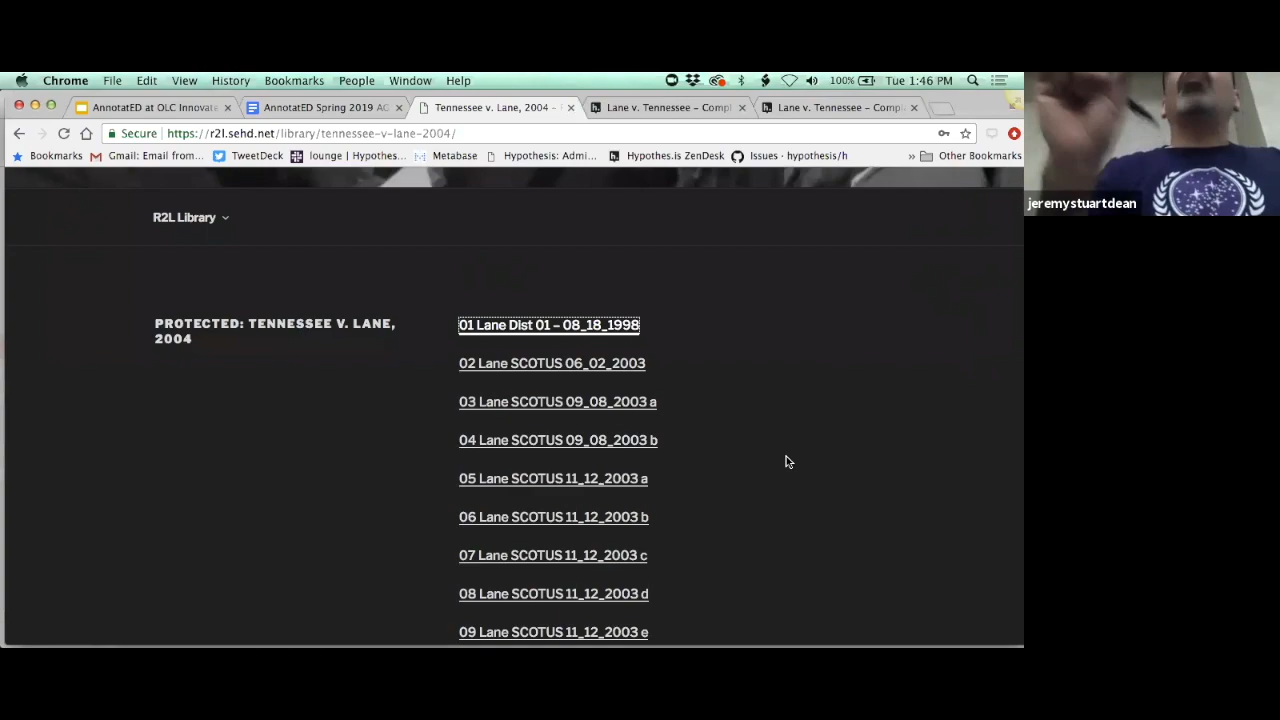 Chrome File Edit View History Bookmarks People Window Help 100% Tue 1:46 PM
AnnotatED at OLC Innovate
AnnotatED Spring 2019 AG
Tennessee v. Lane, 2004 –
Lane v. Tennessee – Compl
Lane v. Tennessee – Compl
Secure https://r2l.sehd.net/library/tennessee-v-lane-2004/
Bookmarks Gmail: Email from... TweetDeck lounge | Hypothes... Metabase Hypothesis: Admi... Hypothes.is ZenDesk Issues · hypothesis/h » Other Bookmarks
jeremystuartdean
R2L Library
PROTECTED: TENNESSEE V. LANE,
2004
01 Lane Dist 01 – 08_18_1998
02 Lane SCOTUS 06_02_2003
03 Lane SCOTUS 09_08_2003 a
04 Lane SCOTUS 09_08_2003 b
05 Lane SCOTUS 11_12_2003 a
06 Lane SCOTUS 11_12_2003 b
07 Lane SCOTUS 11_12_2003 c
08 Lane SCOTUS 11_12_2003 d
09 Lane SCOTUS 11_12_2003 e